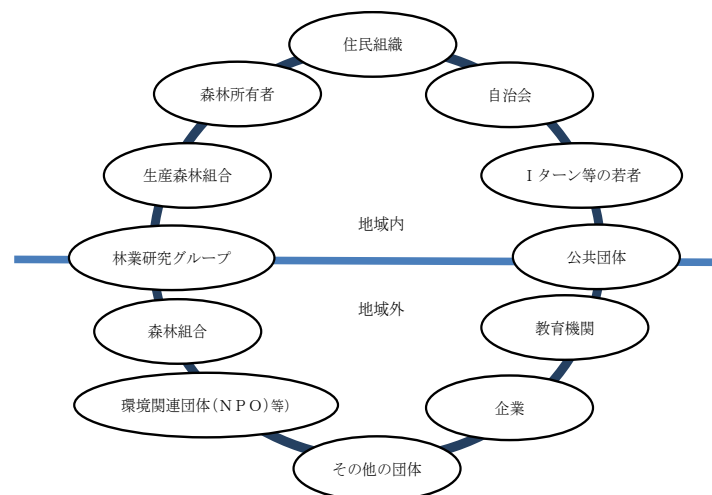 住民組織
森林所有者
自治会
生産森林組合
Ｉターン等の若者
地域内
林業研究グループ
公共団体
地域外
森林組合
教育機関
環境関連団体(ＮＰＯ)等）
企業
その他の団体